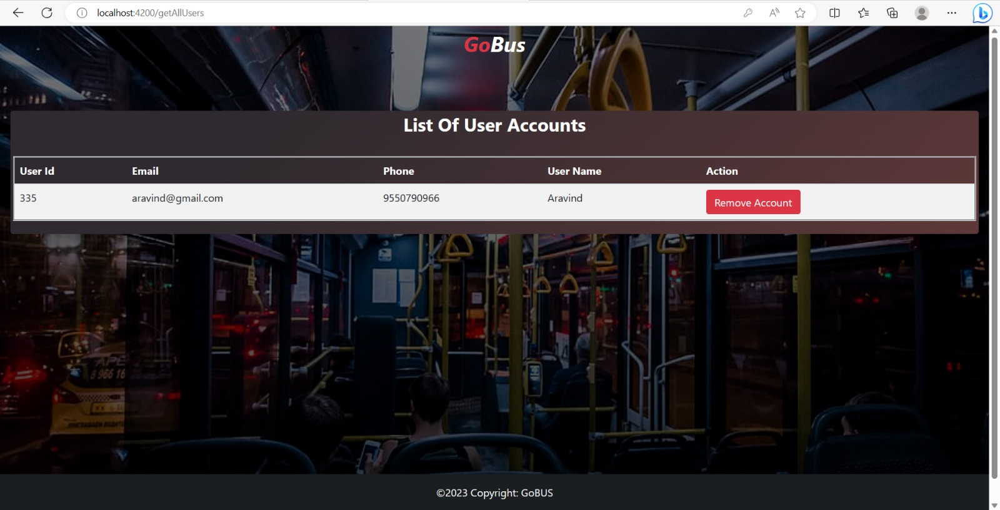 localhost:4200/getAllUsers
GoBus
List Of User Accounts
User Id Email Phone User Name Action
335 aravind@gmail.com 9550790966 Aravind Remove Account
©2023 Copyright: GoBUS